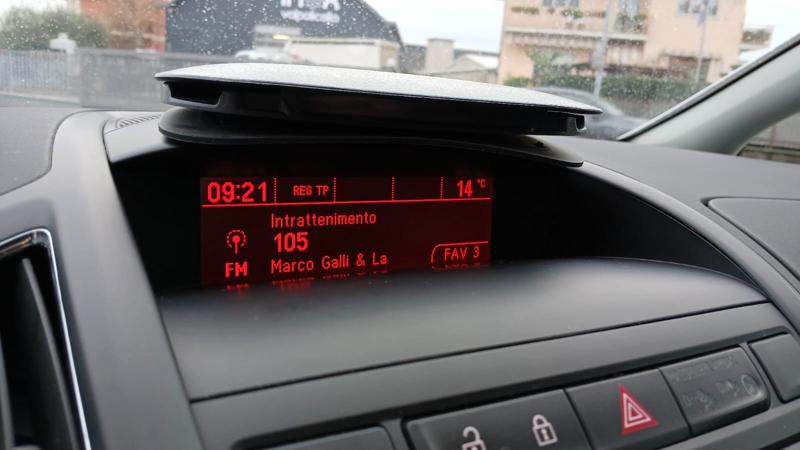 09:21 REG TP 14 °C
Intrattenimento
105
FM Marco Galli & La FAV 3